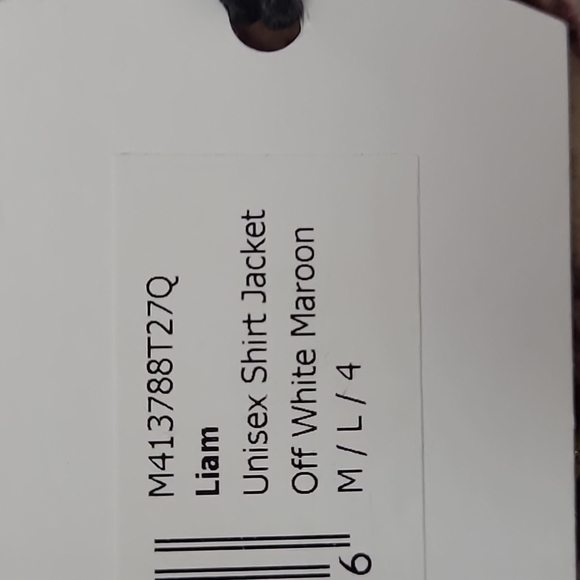 M413788T27Q
Liam
Unisex Shirt Jacket
Off White Maroon
M / L / 4
6